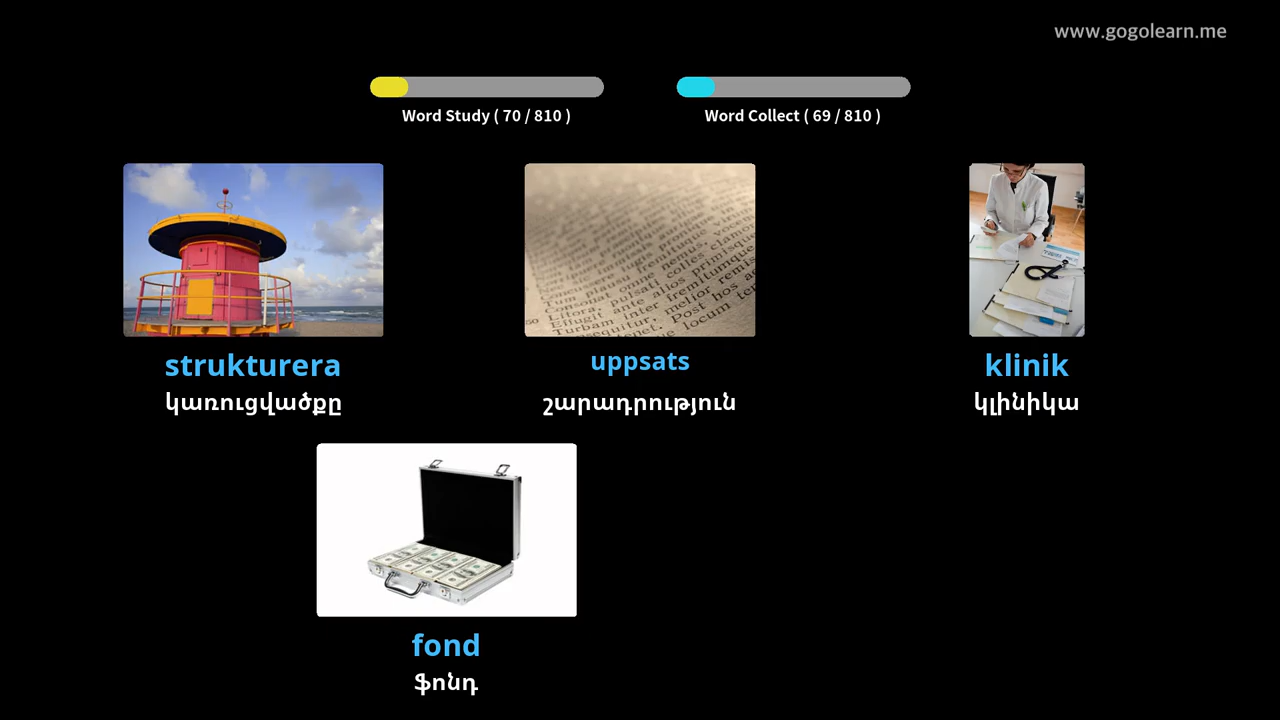 www.gogolearn.me
Word Study ( 70 / 810 )
Word Collect ( 69 / 810 )
strukturera
կառուցվածքը
uppsats
շարադրություն
klinik
կլինիկա
fond
ֆոնդ